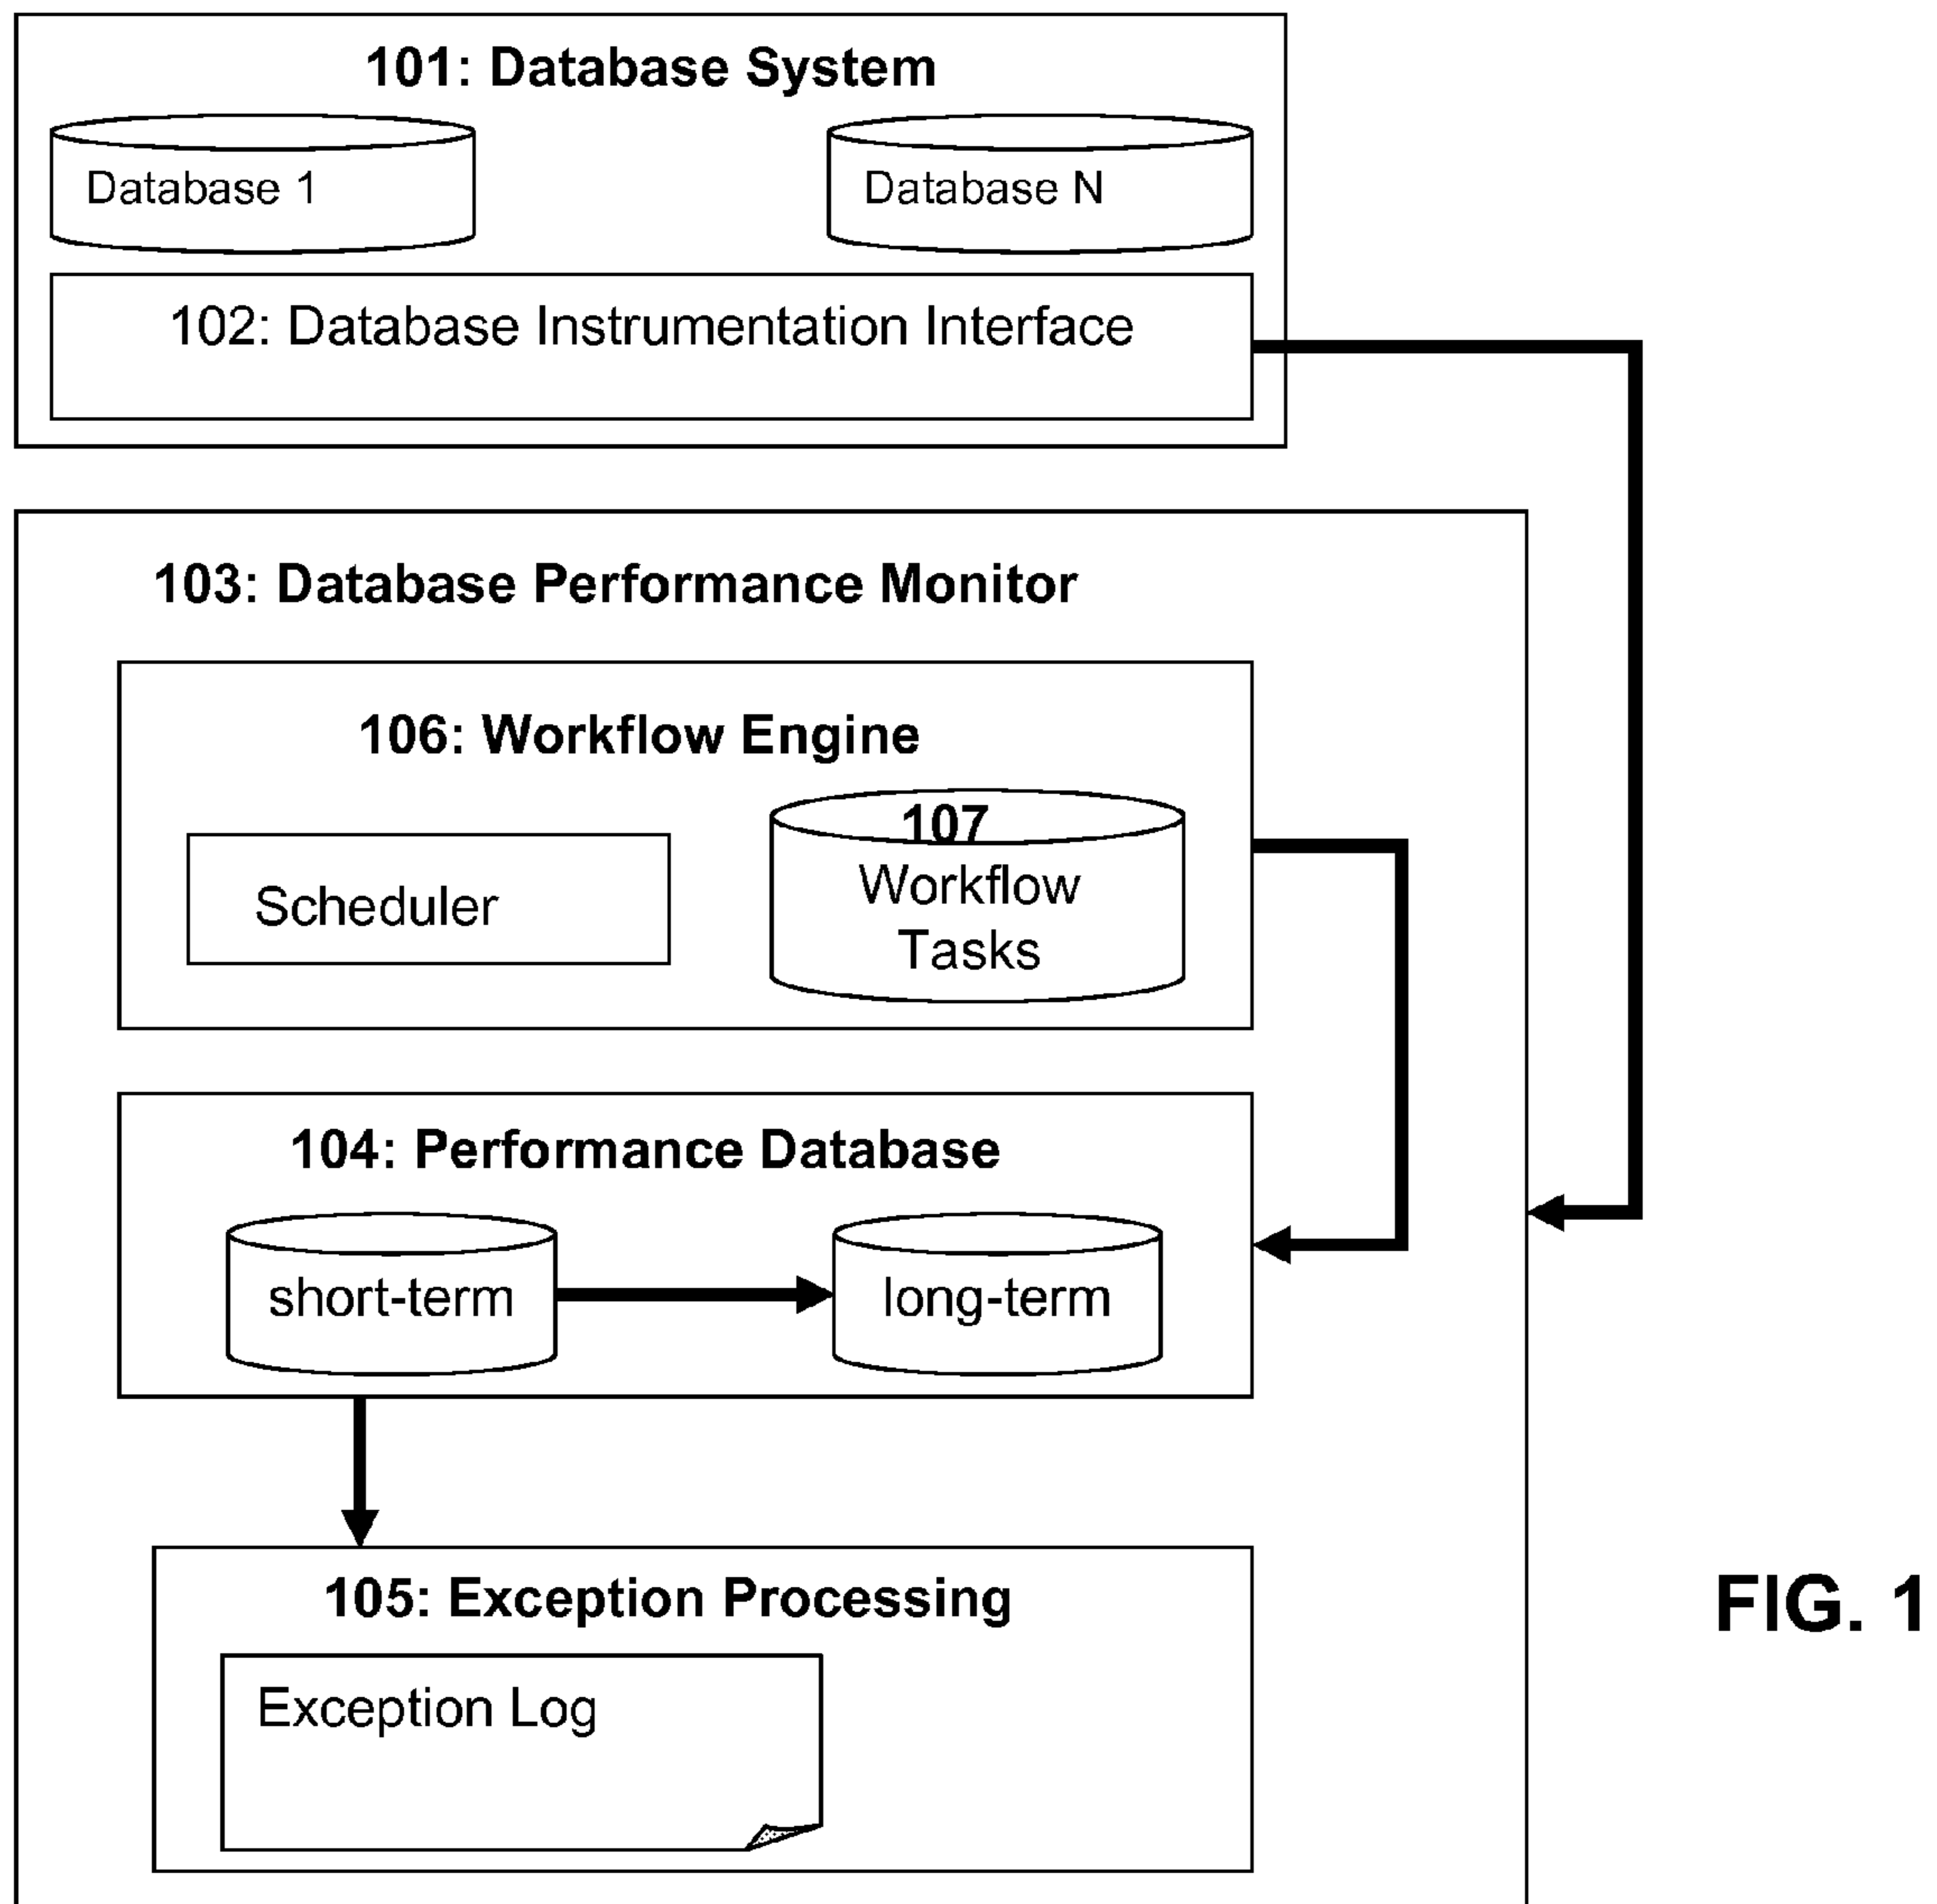 101: Database System
Database 1
Database N
102: Database Instrumentation Interface
103: Database Performance Monitor
106: Workflow Engine
Scheduler
107
Workflow
Tasks
104: Performance Database
short-term
long-term
105: Exception Processing
Exception Log
FIG. 1